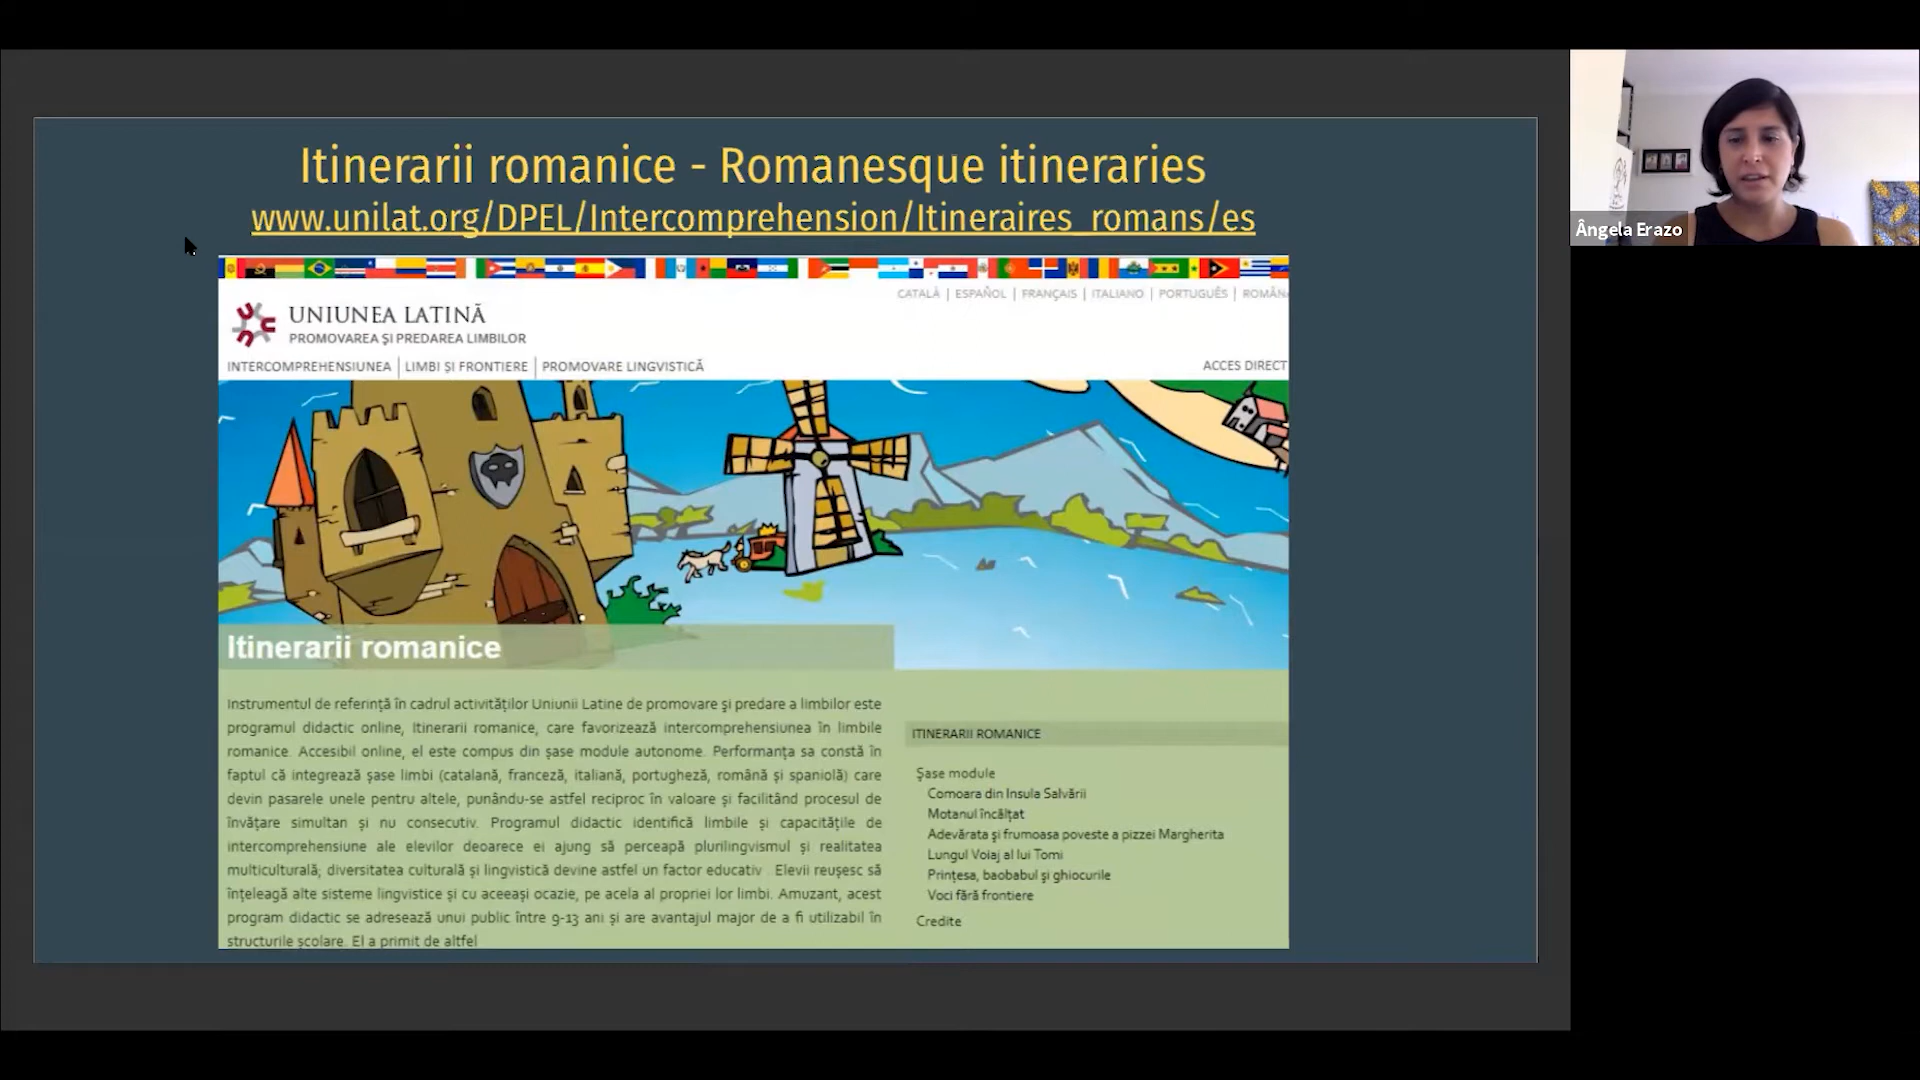 Itinerarii romanice - Romanesque itineraries
www.unilat.org/DPEL/Intercomprehension/Itineraires_romans/es
Ângela Erazo
CATALÀ | ESPAÑOL | FRANÇAIS | ITALIANO | PORTUGUÊS | ROMÂN
UNIUNEA LATINĂ
PROMOVAREA ŞI PREDAREA LIMBILOR
INTERCOMPREHENSIUNEA | LIMBI ŞI FRONTIERE | PROMOVARE LINGVISTICĂ
ACCES DIRECT
Itinerarii romanice
Instrumentul de referinţă în cadrul activităţilor Uniunii Latine de promovare şi predare a limbilor este
programul didactic online, Itinerarii romanice, care favorizează intercomprehensiunea în limbile
romanice. Accesibil online, el este compus din şase module autonome. Performanţa sa constă în
faptul că integrează şase limbi (catalană, franceză, italiană, portugheză, română şi spaniolă) care
devin pasarele unele pentru altele, punându-se astfel reciproc în valoare şi facilitând procesul de
învăţare simultan şi nu consecutiv. Programul didactic identifică limbile şi capacităţile de
intercomprehensiune ale elevilor deoarece ei ajung să perceapă plurilingvismul şi realitatea
multiculturală; diversitatea culturală şi lingvistică devine astfel un factor educativ . Elevii reuşesc să
înţeleagă alte sisteme lingvistice şi cu aceeaşi ocazie, pe acela al propriei lor limbi. Amuzant, acest
program didactic se adresează unui public între 9-13 ani şi are avantajul major de a fi utilizabil în
structurile şcolare. El a primit de altfel
ITINERARII ROMANICE
Şase module
Comoara din Insula Salvării
Motanul încălţat
Adevărata şi frumoasa poveste a pizzei Margherita
Lungul Voiaj al lui Tomi
Prinţesa, baobabul şi ghiocurile
Voci fără frontiere
Credite